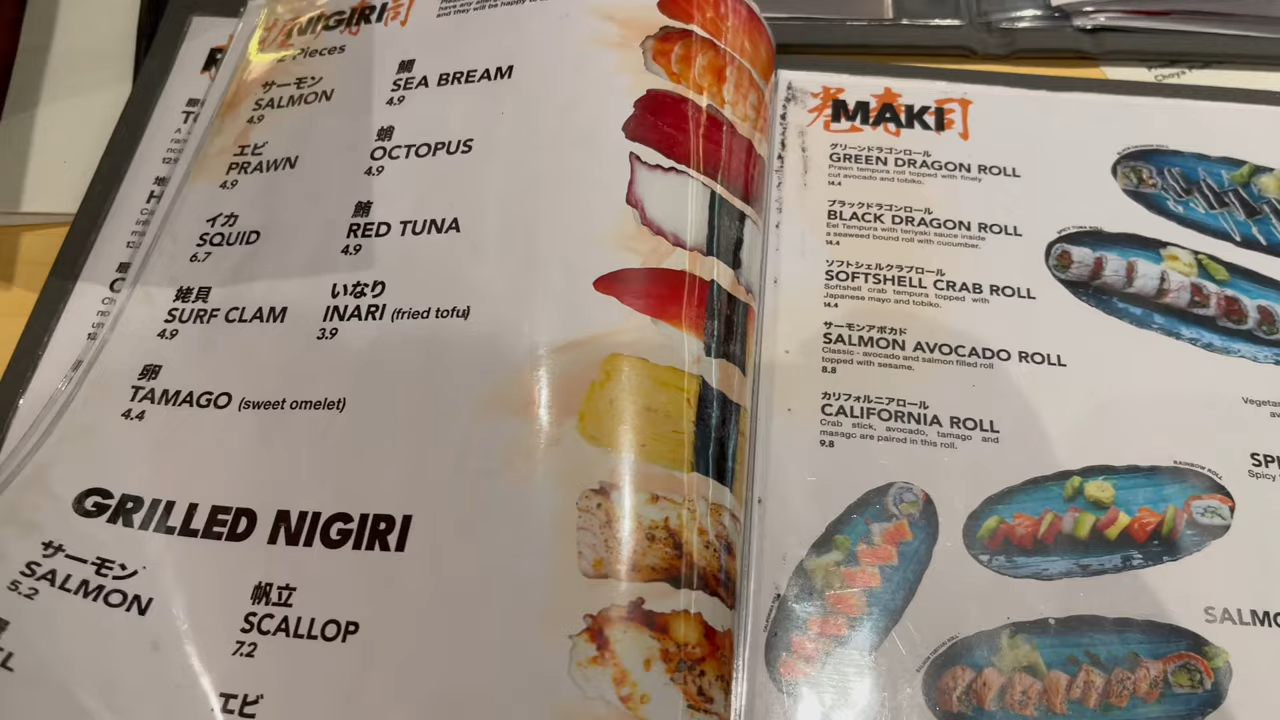 NIGIRI
Pieces
サーモン
SALMON
4.9
鯛
SEA BREAM
4.9
エビ
PRAWN
4.9
蛸
OCTOPUS
4.9
イカ
SQUID
6.7
鮪
RED TUNA
4.9
姥貝
SURF CLAM
4.9
いなり
INARI (fried tofu)
3.9
卵
TAMAGO (sweet omelet)
4.4
GRILLED NIGIRI
サーモン
SALMON
5.2
帆立
SCALLOP
7.2
エビ
巻寿司
MAKI
グリーンドラゴンロール
GREEN DRAGON ROLL
Prawn tempura roll topped with finely
cut avocado and tobiko.
14.4
ブラックドラゴンロール
BLACK DRAGON ROLL
Eel Tempura with teriyaki sauce inside
a seaweed bound roll with cucumber.
14.4
ソフトシェルクラブロール
SOFTSHELL CRAB ROLL
Softshell crab tempura topped with
Japanese mayo and tobiko.
14.4
サーモンアボカド
SALMON AVOCADO ROLL
Classic - avocado and salmon filled roll
topped with sesame.
8.8
カリフォルニアロール
CALIFORNIA ROLL
Crab stick, avocado, tamago and
masago are paired in this roll.
9.8
SPICY TUNA ROLL
RAINBOW ROLL
Spicy